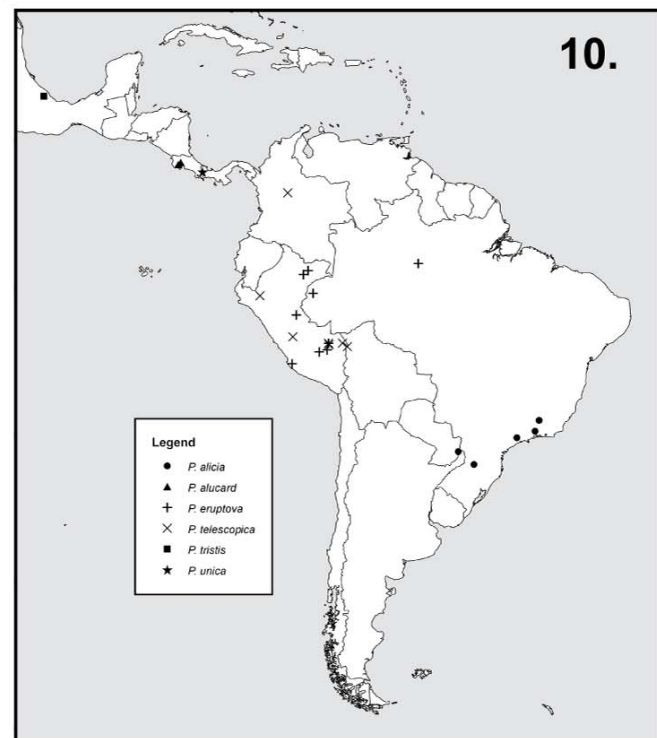 10.
Legend
P. alicia
P. alucard
P. eruptova
P. telescopica
P. tristis
P. unica